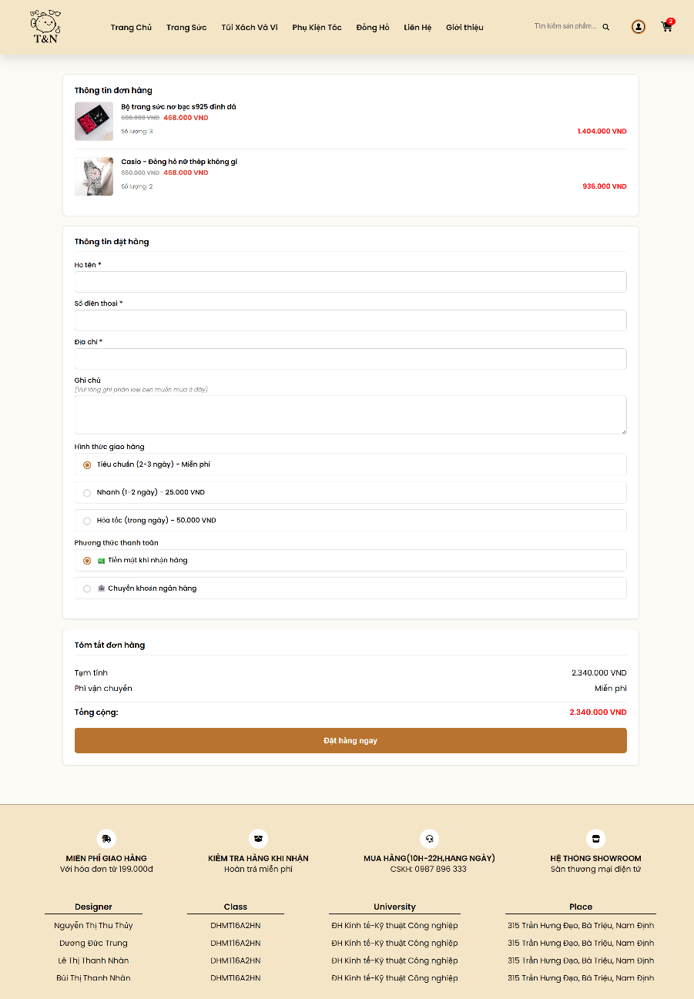 T&N
Trang Chủ Trang Sức Túi Xách Và Ví Phụ Kiện Tóc Đồng Hồ Liên Hệ Giới thiệu Tìm kiếm sản phẩm... 2
Thông tin đơn hàng
Bộ trang sức nơ bạc s925 đính đá
600.000 VND 468.000 VND
Số lượng: 3 1.404.000 VND
Casio - Đồng hồ nữ thép không gỉ
650.000 VND 468.000 VND
Số lượng: 2 936.000 VND
Thông tin đặt hàng
Họ tên *
Số điện thoại *
Địa chỉ *
Ghi chú
(Vui lòng ghi phân loại bạn muốn mua ở đây)
Hình thức giao hàng
Tiêu chuẩn (2-3 ngày) - Miễn phí
Nhanh (1-2 ngày) - 25.000 VND
Hỏa tốc (trong ngày) - 50.000 VND
Phương thức thanh toán
Tiền mặt khi nhận hàng
Chuyển khoản ngân hàng
Tóm tắt đơn hàng
Tạm tính 2.340.000 VND
Phí vận chuyển Miễn phí
Tổng cộng: 2.340.000 VND
Đặt hàng ngay
MIỄN PHÍ GIAO HÀNG KIỂM TRA HÀNG KHI NHẬN MUA HÀNG(10H-22H,HÀNG NGÀY) HỆ THỐNG SHOWROOM
Với hóa đơn từ 199.000đ Hoàn trả miễn phí CSKH: 0987 896 333 Sàn thương mại điện tử
Designer Class University Place
Nguyễn Thị Thu Thủy DHMT16A2HN ĐH Kinh tế-Kỹ thuật Công nghiệp 315 Trần Hưng Đạo, Bà Triệu, Nam Định
Dương Đức Trung DHMT16A2HN ĐH Kinh tế-Kỹ thuật Công nghiệp 315 Trần Hưng Đạo, Bà Triệu, Nam Định
Lê Thị Thanh Nhàn DHMT16A2HN ĐH Kinh tế-Kỹ thuật Công nghiệp 315 Trần Hưng Đạo, Bà Triệu, Nam Định
Bùi Thị Thanh Nhàn DHMT16A2HN ĐH Kinh tế-Kỹ thuật Công nghiệp 315 Trần Hưng Đạo, Bà Triệu, Nam Định